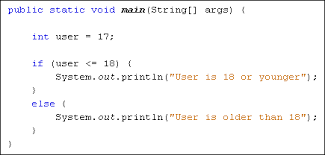 public static void main(String[] args) {
int user = 17;
if (user <= 18) {
System.out.println("User is 18 or younger");
}
else {
System.out.println("User is older than 18");
}
}